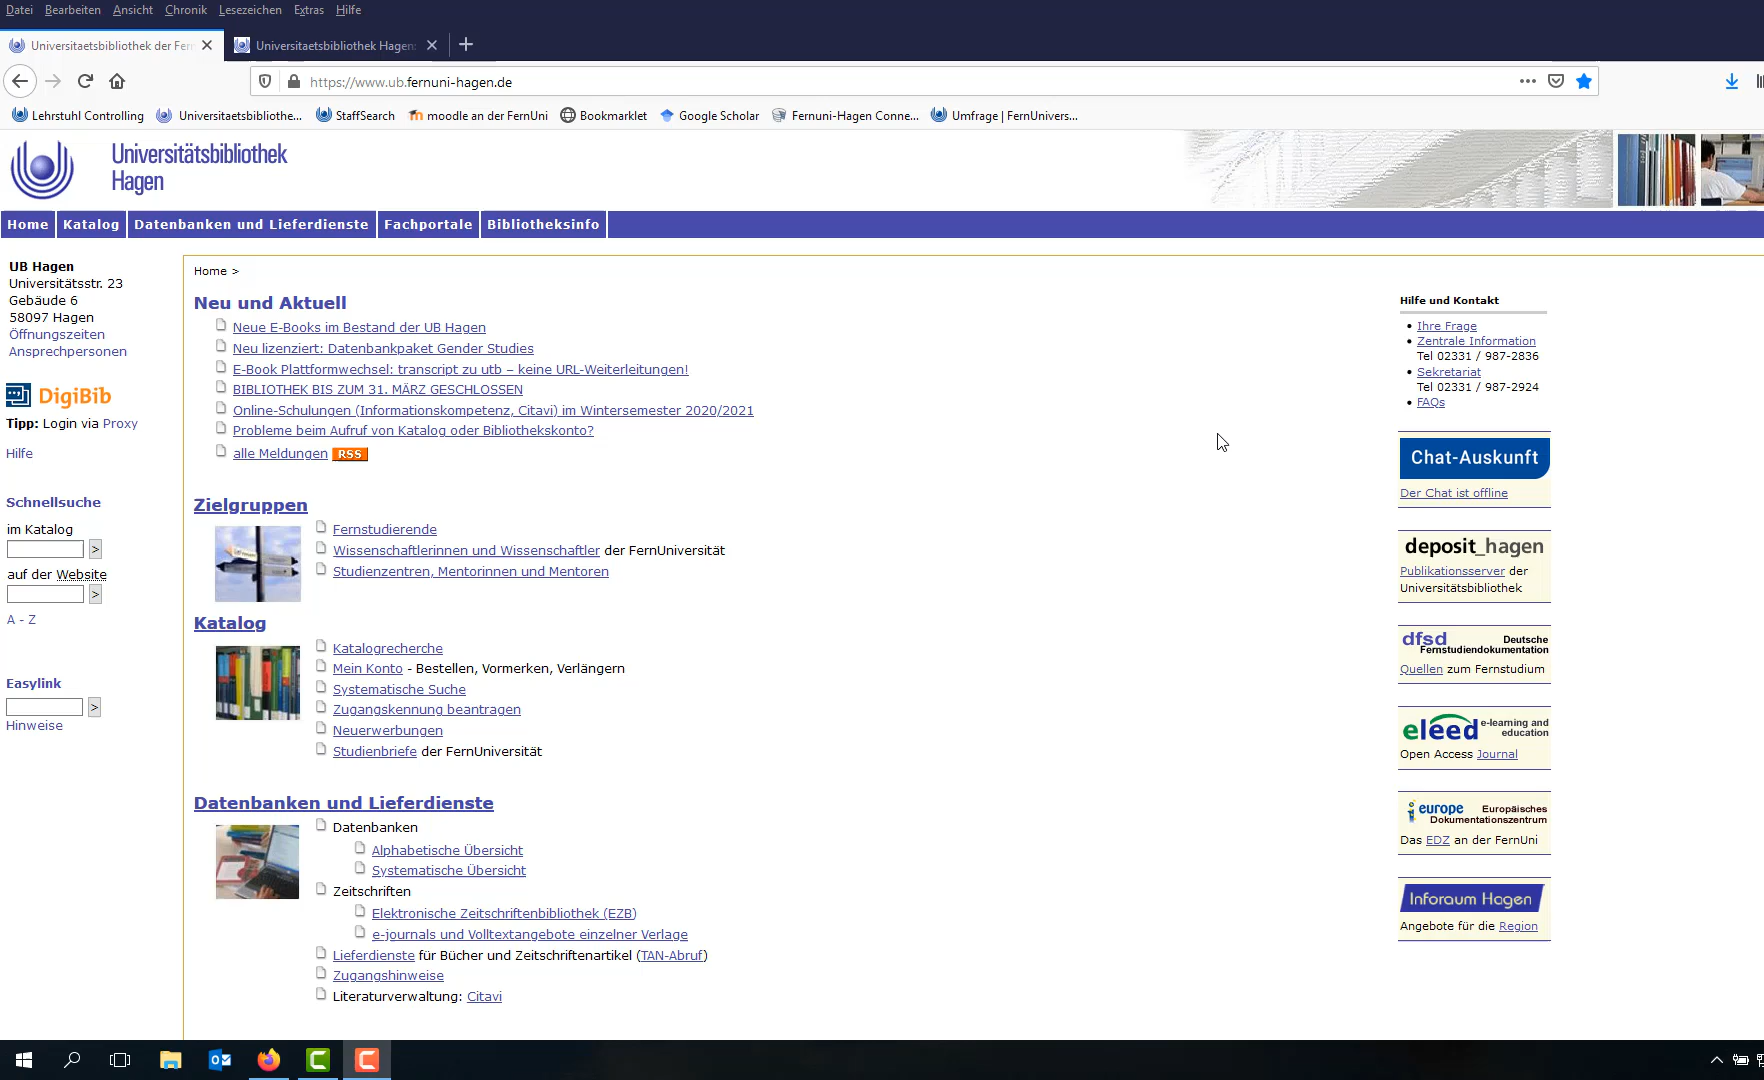 Datei Bearbeiten Ansicht Chronik Lesezeichen Extras Hilfe
Universitaetsbibliothek der Fer
Universitaetsbibliothek Hagen:
https://www.ub.fernuni-hagen.de
Lehrstuhl Controlling Universitaetsbibliothe... StaffSearch moodle an der FernUni Bookmarklet Google Scholar Fernuni-Hagen Conne... Umfrage | FernUnivers...
Universitätsbibliothek
Hagen
Home Katalog Datenbanken und Lieferdienste Fachportale Bibliotheksinfo
UB Hagen
Universitätsstr. 23
Gebäude 6
58097 Hagen
Öffnungszeiten
Ansprechpersonen
DigiBib
Tipp: Login via Proxy
Hilfe
Schnellsuche
im Katalog
>
auf der Website
>
A - Z
Easylink
>
Hinweise
Home >
Neu und Aktuell
Neue E-Books im Bestand der UB Hagen
Neu lizenziert: Datenbankpaket Gender Studies
E-Book Plattformwechsel: transcript zu utb – keine URL-Weiterleitungen!
BIBLIOTHEK BIS ZUM 31. MÄRZ GESCHLOSSEN
Online-Schulungen (Informationskompetenz, Citavi) im Wintersemester 2020/2021
Probleme beim Aufruf von Katalog oder Bibliothekskonto?
alle Meldungen RSS
Zielgruppen
Fernstudierende
Wissenschaftlerinnen und Wissenschaftler der FernUniversität
Studienzentren, Mentorinnen und Mentoren
Katalog
Katalogrecherche
Mein Konto - Bestellen, Vormerken, Verlängern
Systematische Suche
Zugangskennung beantragen
Neuerwerbungen
Studienbriefe der FernUniversität
Datenbanken und Lieferdienste
Datenbanken
Alphabetische Übersicht
Systematische Übersicht
Zeitschriften
Elektronische Zeitschriftenbibliothek (EZB)
e-journals und Volltextangebote einzelner Verlage
Lieferdienste für Bücher und Zeitschriftenartikel (TAN-Abruf)
Zugangshinweise
Literaturverwaltung: Citavi
Hilfe und Kontakt
Ihre Frage
Zentrale Information
Tel 02331 / 987-2836
Sekretariat
Tel 02331 / 987-2924
FAQs
Chat-Auskunft
Der Chat ist offline
deposit_hagen
Publikationsserver der
Universitätsbibliothek
dfsd Deutsche
Fernstudiendokumentation
Quellen zum Fernstudium
eleed e-learning and
education
Open Access Journal
europe Europäisches
Dokumentationszentrum
Das EDZ an der FernUni
Inforaum Hagen
Angebote für die Region